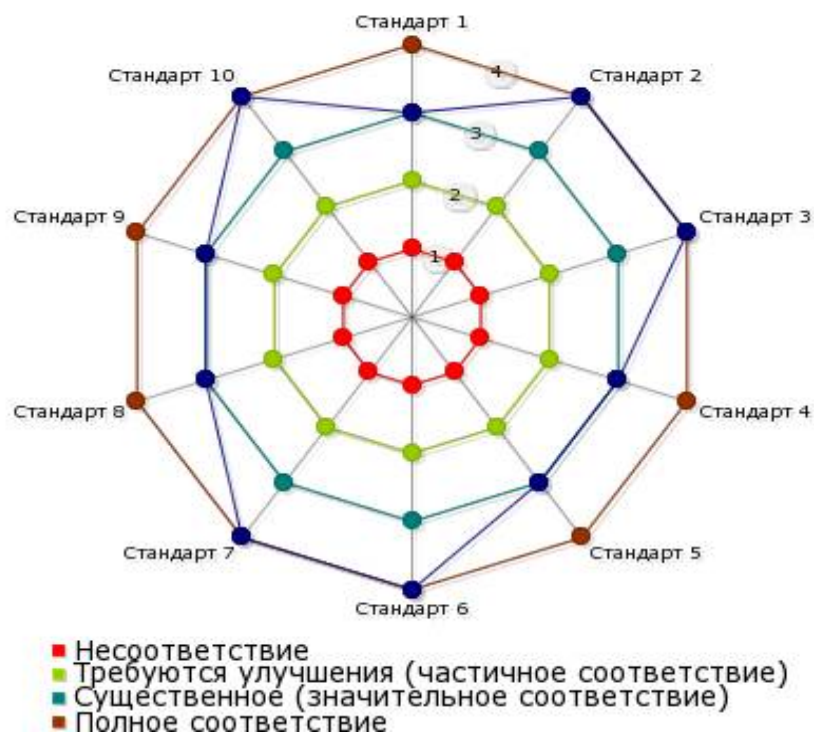 Стандарт 1
4
Стандарт 10
Стандарт 2
3
2
Стандарт 9
Стандарт 3
1
Стандарт 8
Стандарт 4
Стандарт 7
Стандарт 5
Стандарт 6
Несоответствие
Требуются улучшения (частичное соответствие)
Существенное (значительное соответствие)
Полное соответствие